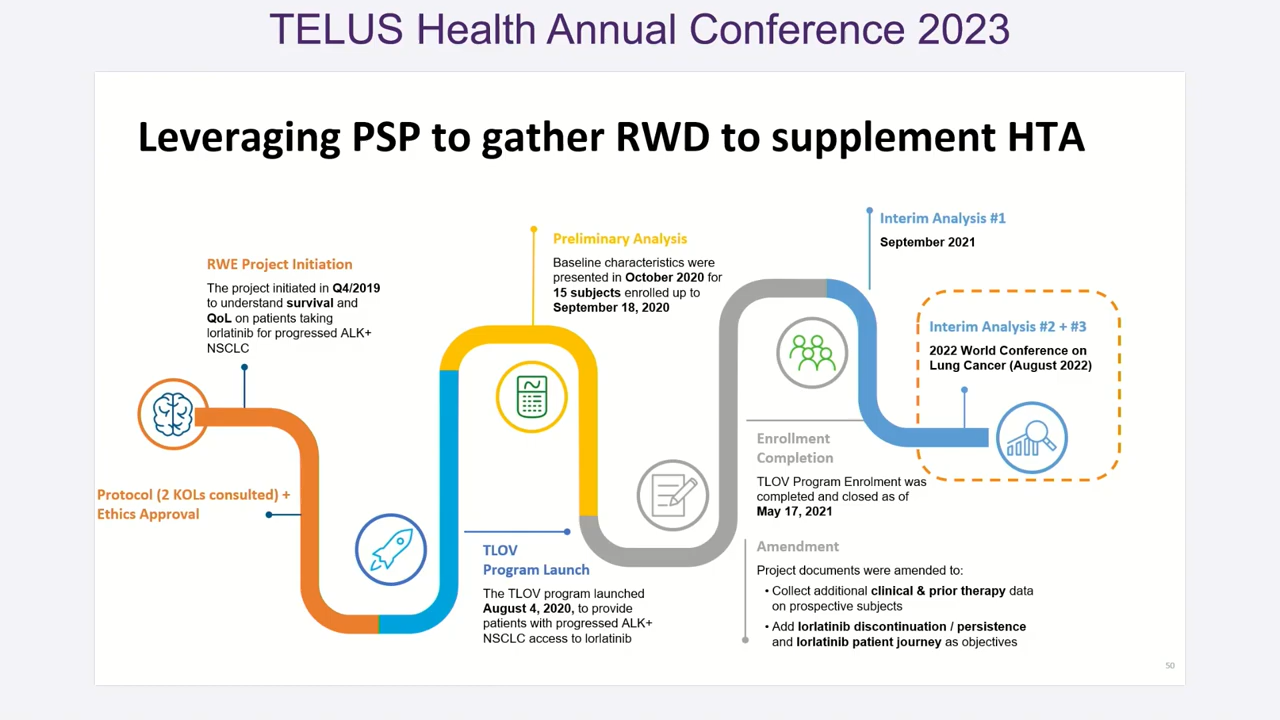 TELUS Health Annual Conference 2023
Leveraging PSP to gather RWD to supplement HTA
RWE Project Initiation
The project initiated in Q4/2019
to understand survival and
QoL on patients taking
lorlatinib for progressed ALK+
NSCLC
Protocol (2 KOLs consulted) +
Ethics Approval
TLOV
Program Launch
The TLOV program launched
August 4, 2020, to provide
patients with progressed ALK+
NSCLC access to lorlatinib
Preliminary Analysis
Baseline characteristics were
presented in October 2020 for
15 subjects enrolled up to
September 18, 2020
Amendment
Project documents were amended to:
• Collect additional clinical & prior therapy data
on prospective subjects
• Add lorlatinib discontinuation / persistence
and lorlatinib patient journey as objectives
Enrollment
Completion
TLOV Program Enrolment was
completed and closed as of
May 17, 2021
Interim Analysis #1
September 2021
Interim Analysis #2 + #3
2022 World Conference on
Lung Cancer (August 2022)
50